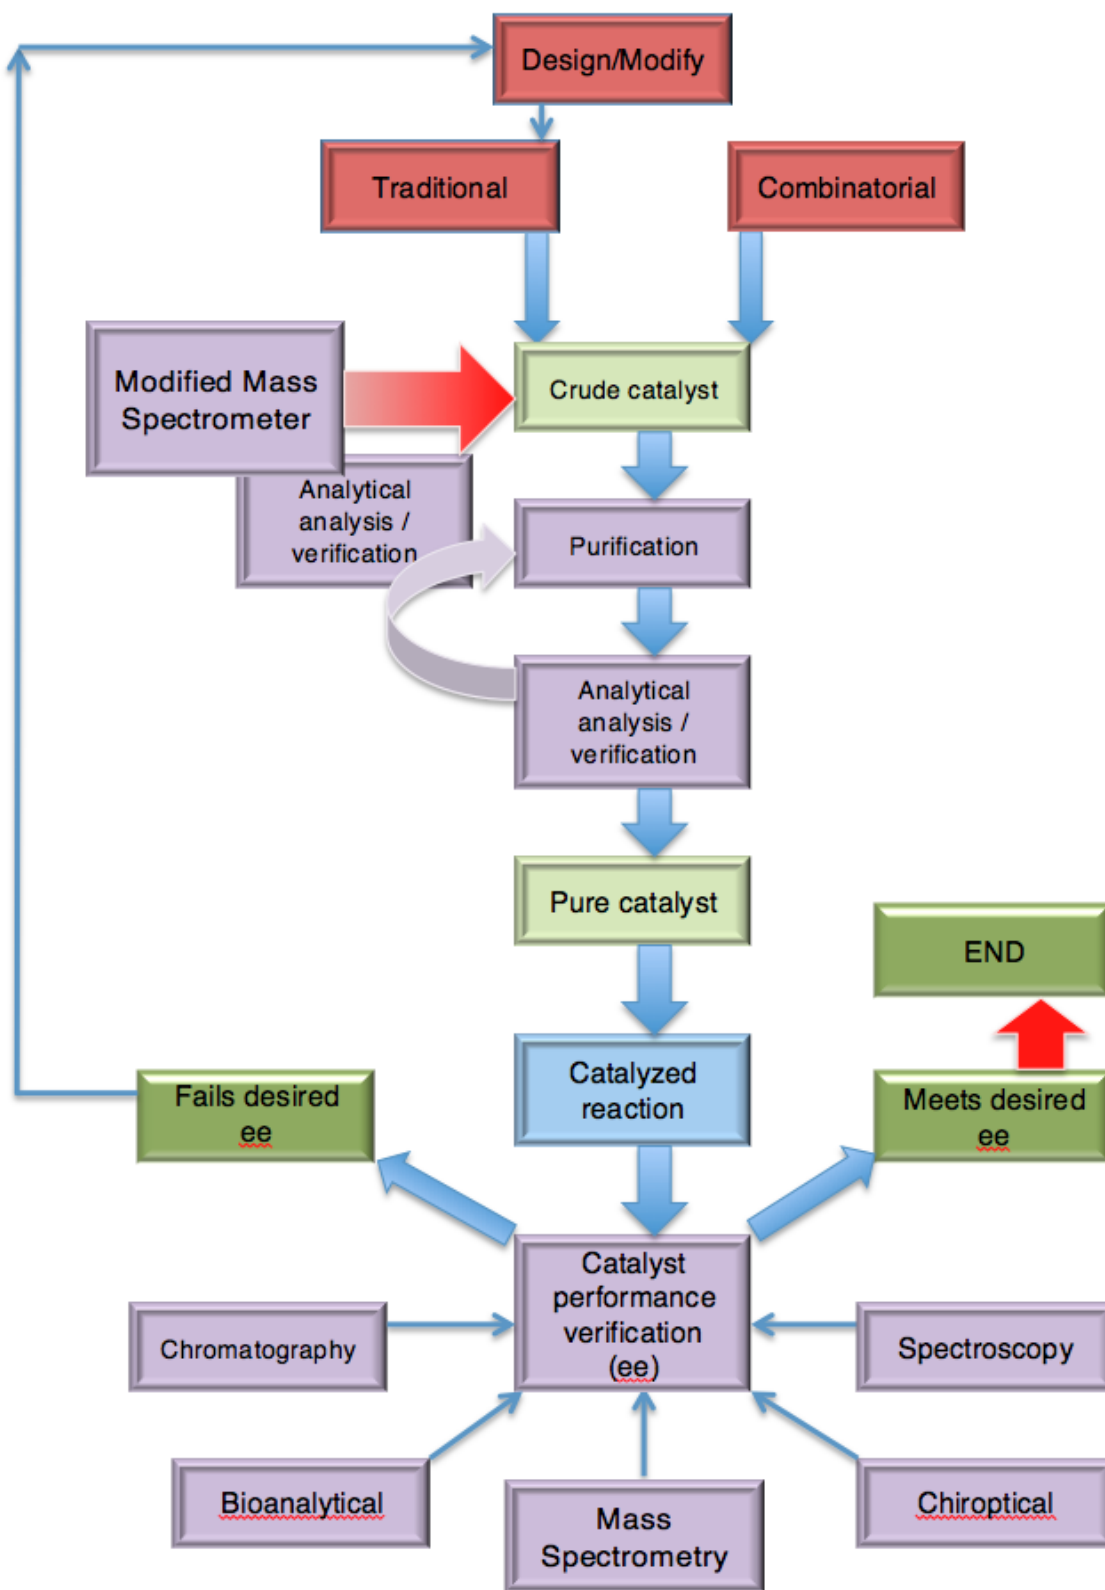 Design/Modify
Traditional
Combinatorial
Modified Mass
Spectrometer
Crude catalyst
Analytical
analysis /
verification
Purification
Analytical
analysis /
verification
Pure catalyst
END
Catalyzed
reaction
Fails desired
ee
Meets desired
ee
Catalyst
performance
verification
(ee)
Chromatography
Spectroscopy
Bioanalytical
Mass
Spectrometry
Chiroptical